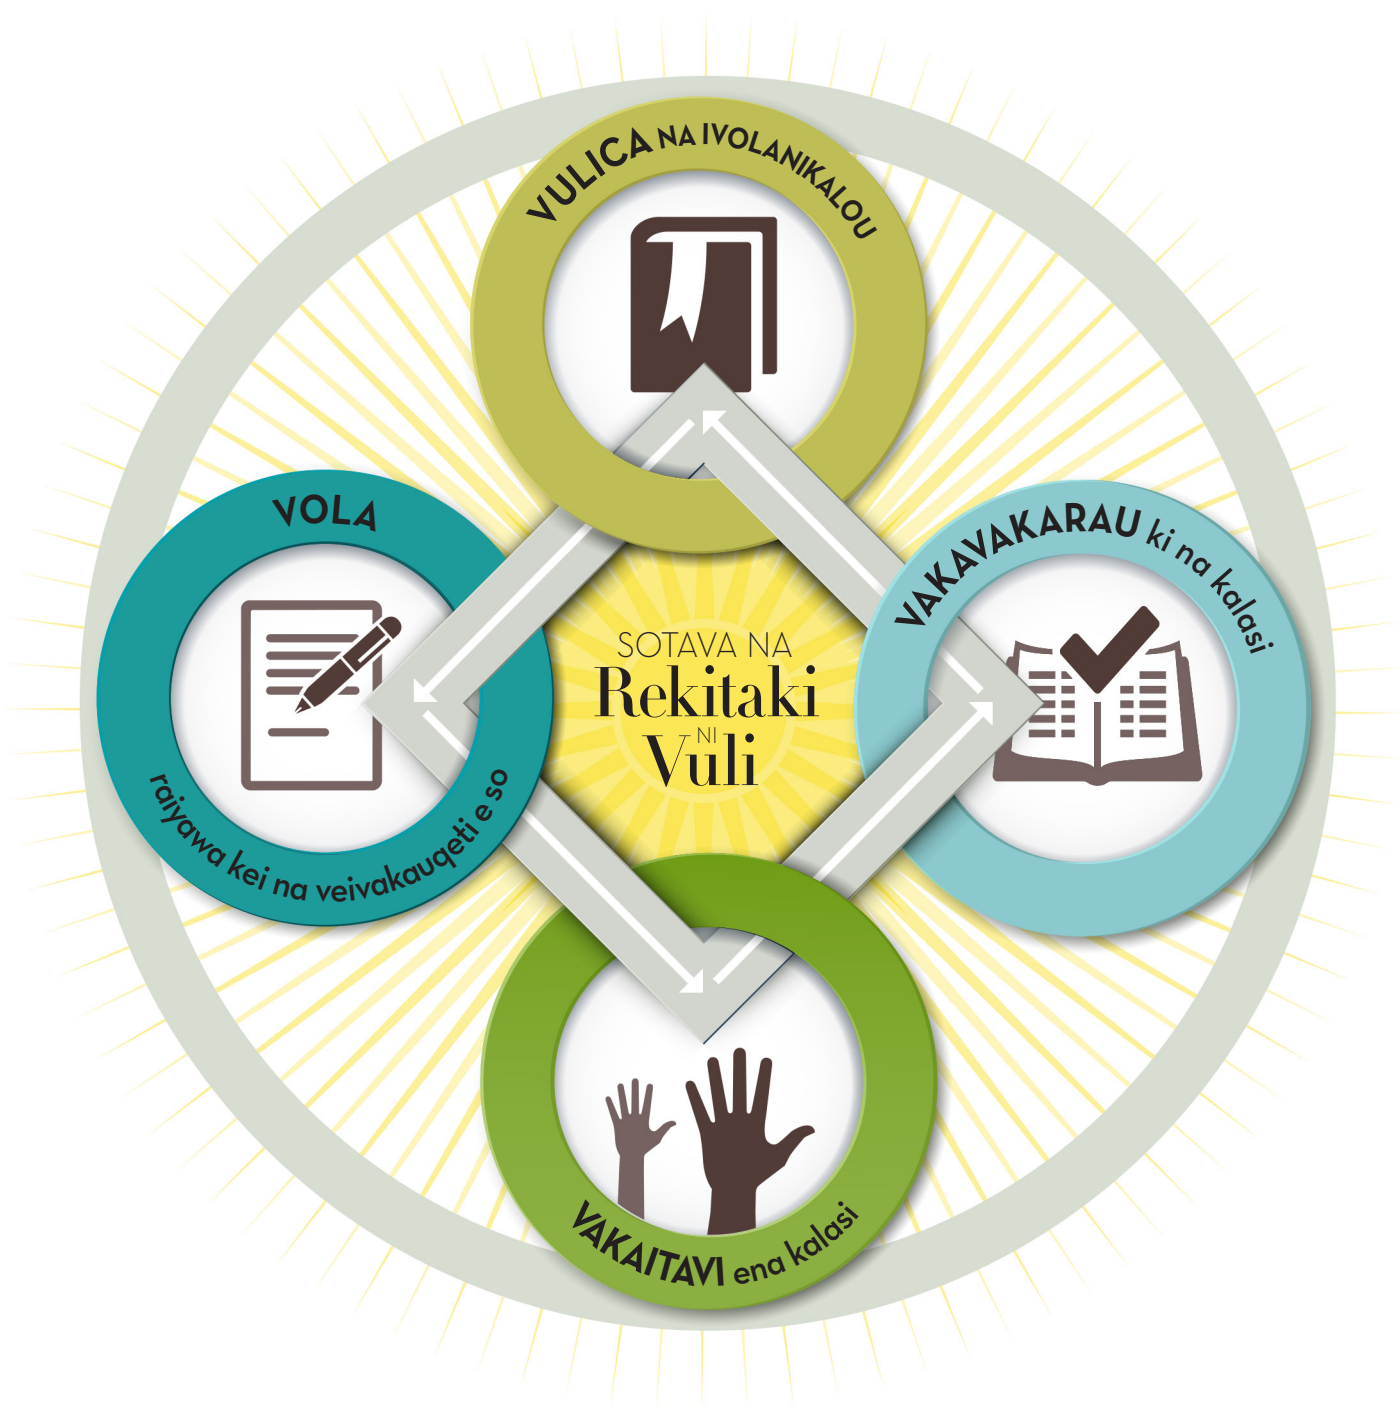 VULICA NA IVOLANIKALOU
VOLA
raiyawa kei na veivakauqeti e so
VAKAVAKARAU ki na kalasi
SOTAVA NA
Rekitaki
NI
Vuli
VAKAITAVI ena kalasi